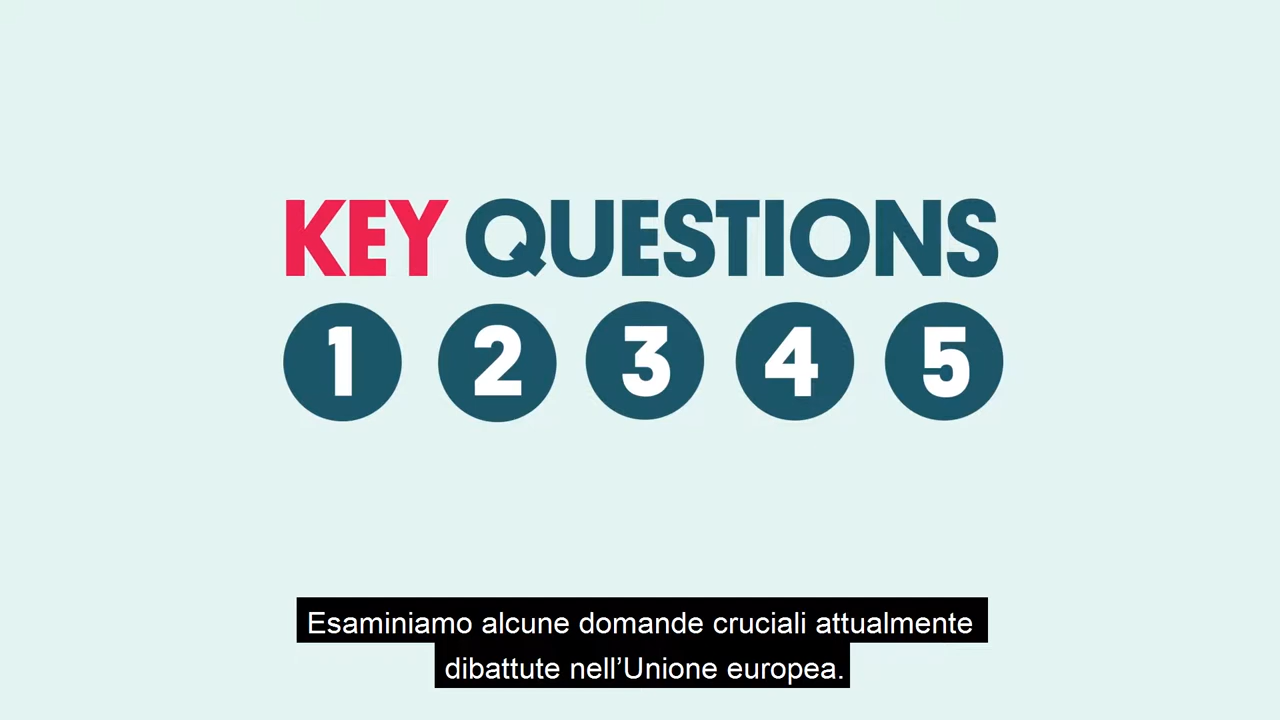 KEY QUESTIONS
1 2 3 4 5
Esaminiamo alcune domande cruciali attualmente
dibattute nell’Unione europea.